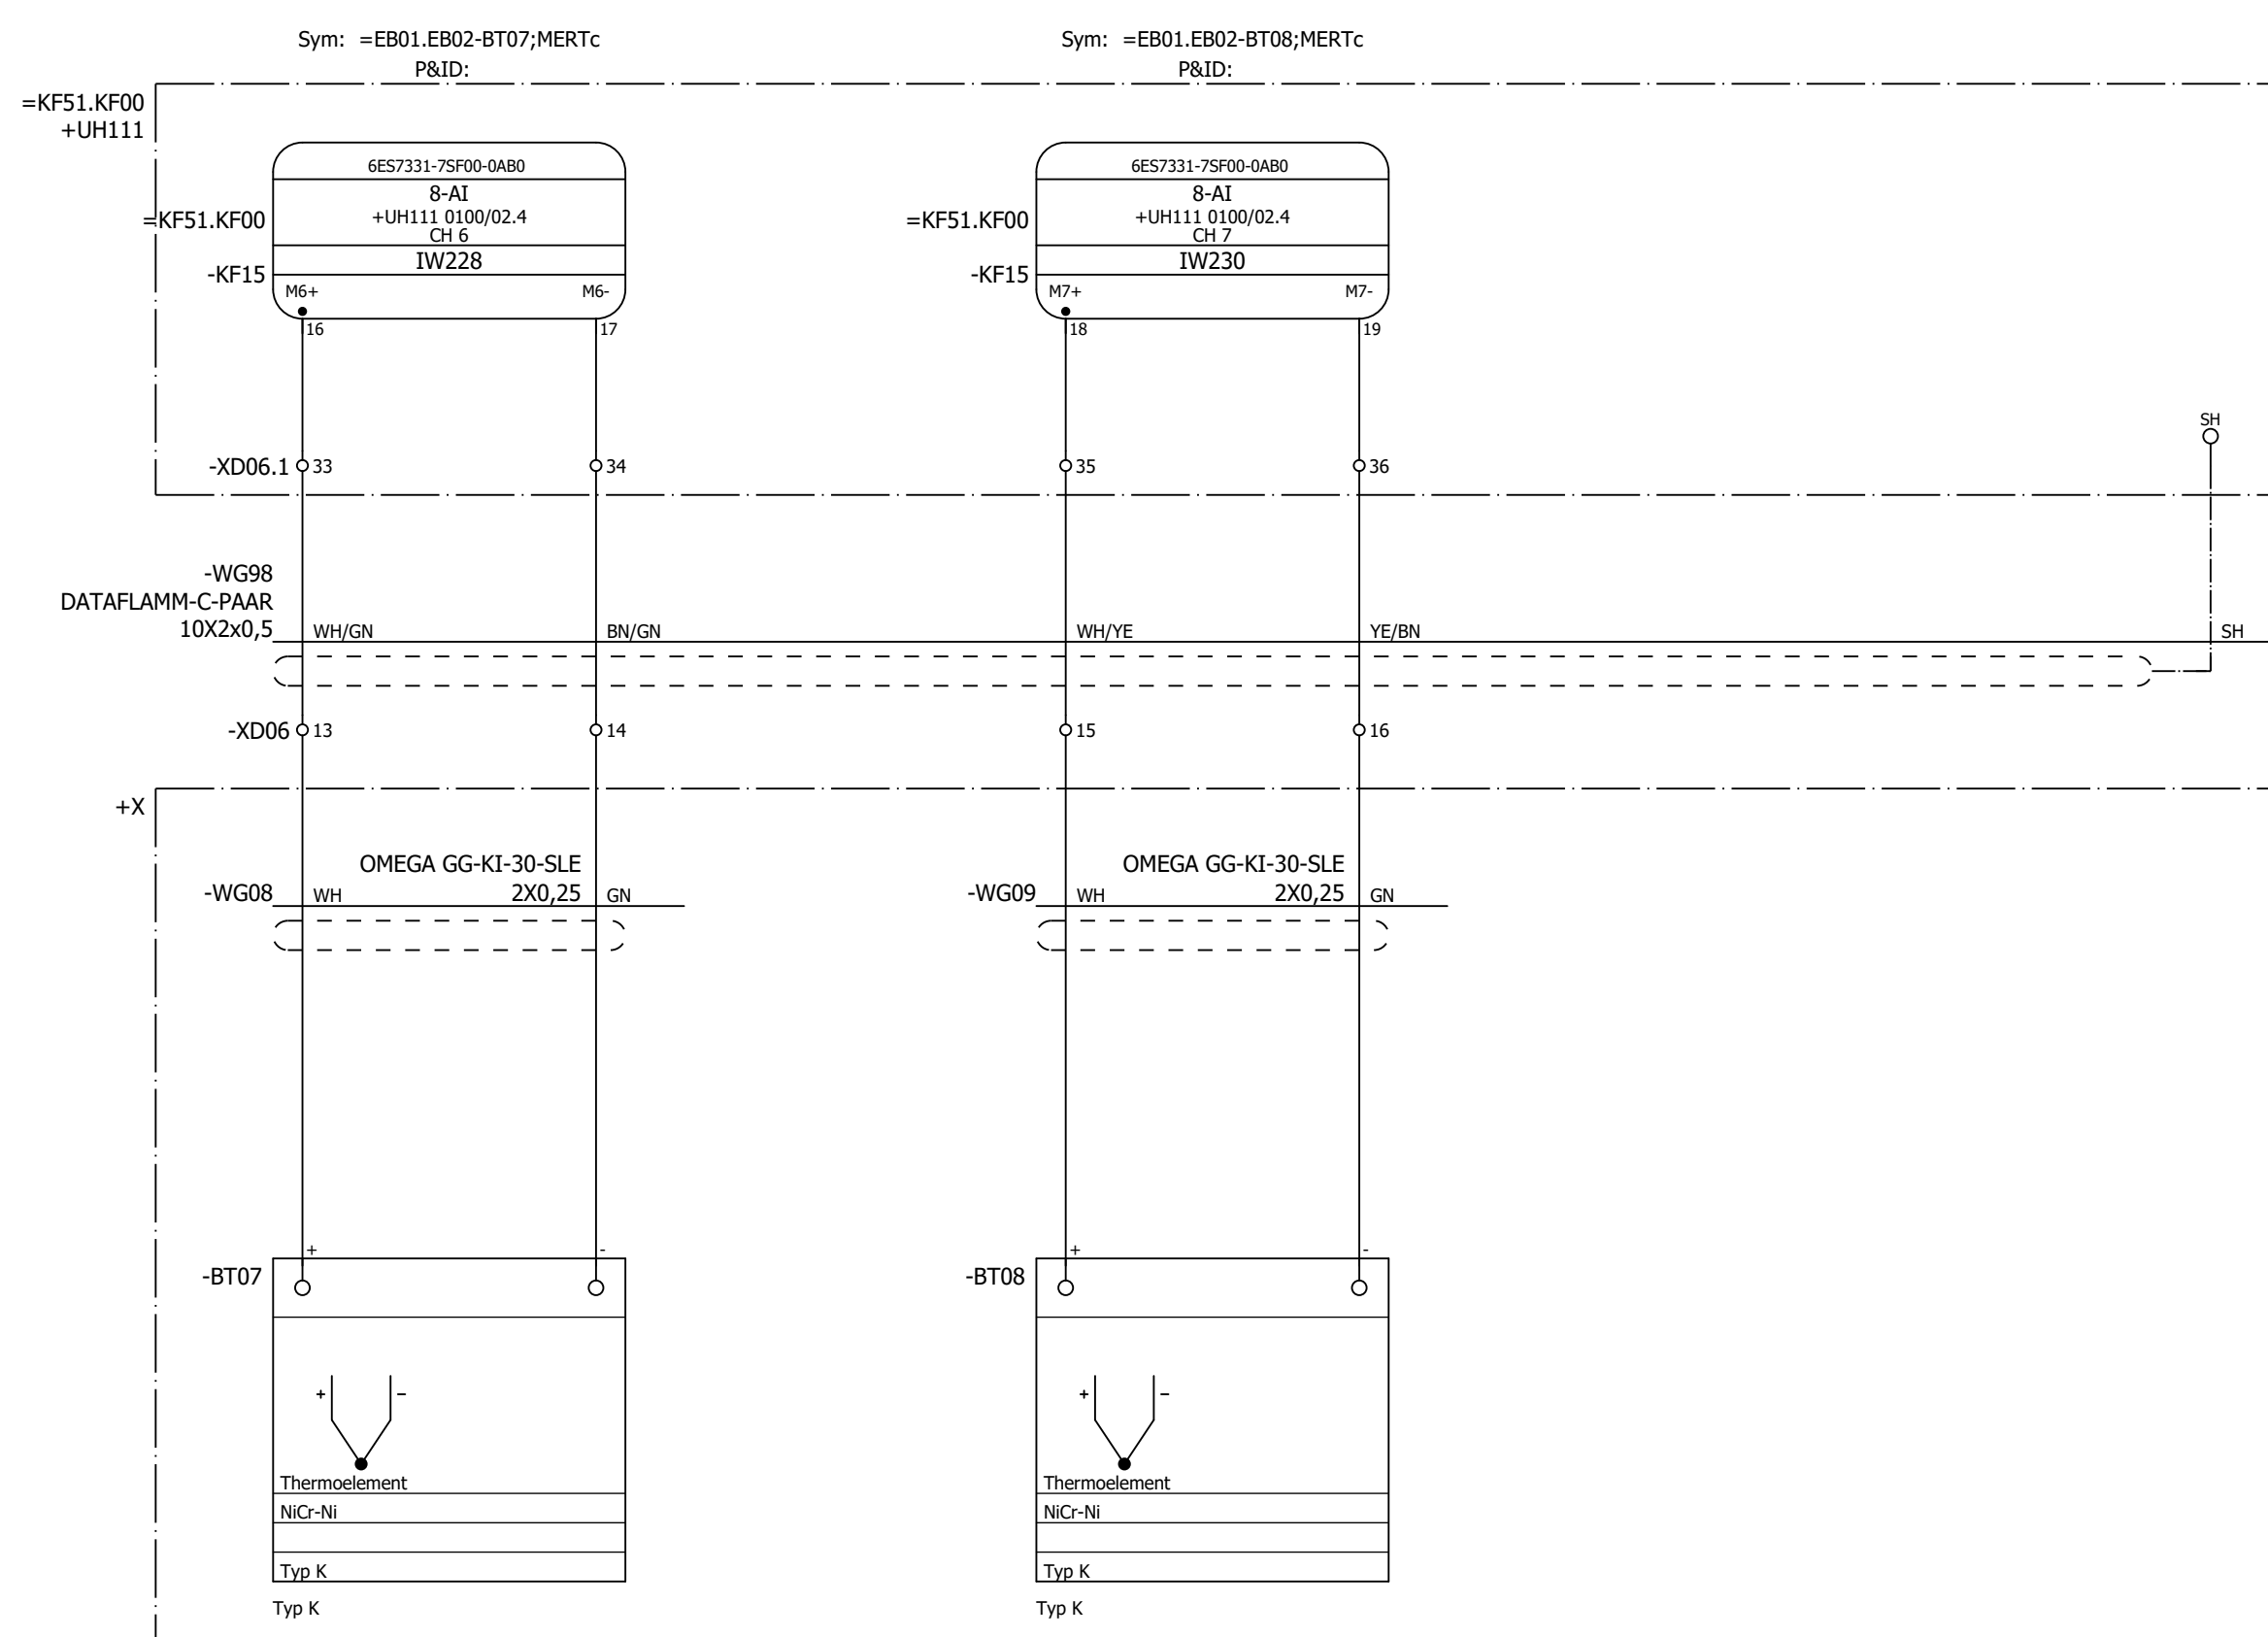 Sym: =EB01.EB02-BT07;MERTc
P&ID:
Sym: =EB01.EB02-BT08;MERTc
P&ID:
=KF51.KF00
+UH111
6ES7331-7SF00-0AB0
8-AI
+UH111 0100/02.4
CH 6
IW228
=KF51.KF00
-KF15
M6+ M6-
16 17
6ES7331-7SF00-0AB0
8-AI
+UH111 0100/02.4
CH 7
IW230
=KF51.KF00
-KF15
M7+ M7-
18 19
SH
-XD06.1 33 34 35 36
-WG98
DATAFLAMM-C-PAAR
10X2x0,5
WH/GN BN/GN WH/YE YE/BN SH
-XD06 13 14 15 16
+X
OMEGA GG-KI-30-SLE
-WG08 WH 2X0,25 GN
OMEGA GG-KI-30-SLE
-WG09 WH 2X0,25 GN
+ -
-BT07
+ -
Thermoelement
NiCr-Ni
Typ K
Typ K
+ -
-BT08
+ -
Thermoelement
NiCr-Ni
Typ K
Typ K